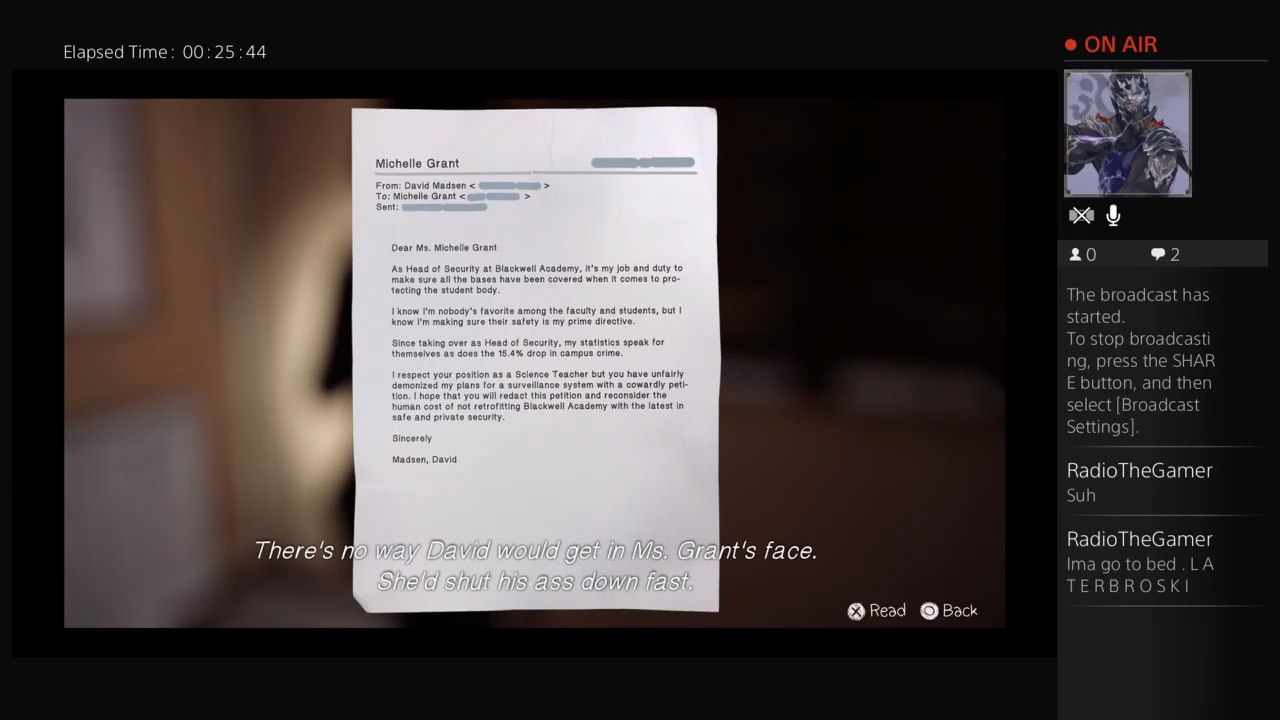 Elapsed Time: 00:25:44
ON AIR
Michelle Grant
From: David Madsen < >
To: Michelle Grant < >
Sent:
Dear Ms. Michelle Grant
As Head of Security at Blackwell Academy, it's my job and duty to
make sure all the bases have been covered when it comes to pro-
tecting the student body.
I know I'm nobody's favorite among the faculty and students, but I
know I'm making sure their safety is my prime directive.
Since taking over as Head of Security, my statistics speak for
themselves as does the 15.4% drop in campus crime.
I respect your position as a Science Teacher but you have unfairly
demonized my plans for a surveillance system with a cowardly peti-
tion. I hope that you will redact this petition and reconsider the
human cost of not retrofitting Blackwell Academy with the latest in
safe and private security.
Sincerely
Madsen, David
There's no way David would get in Ms. Grant's face.
She'd shut his ass down fast.
Read
Back
0
2
The broadcast has
started.
To stop broadcasti
ng, press the SHAR
E button, and then
select [Broadcast
Settings].
RadioTheGamer
Suh
RadioTheGamer
Ima go to bed . L A
T E R B R O S K I